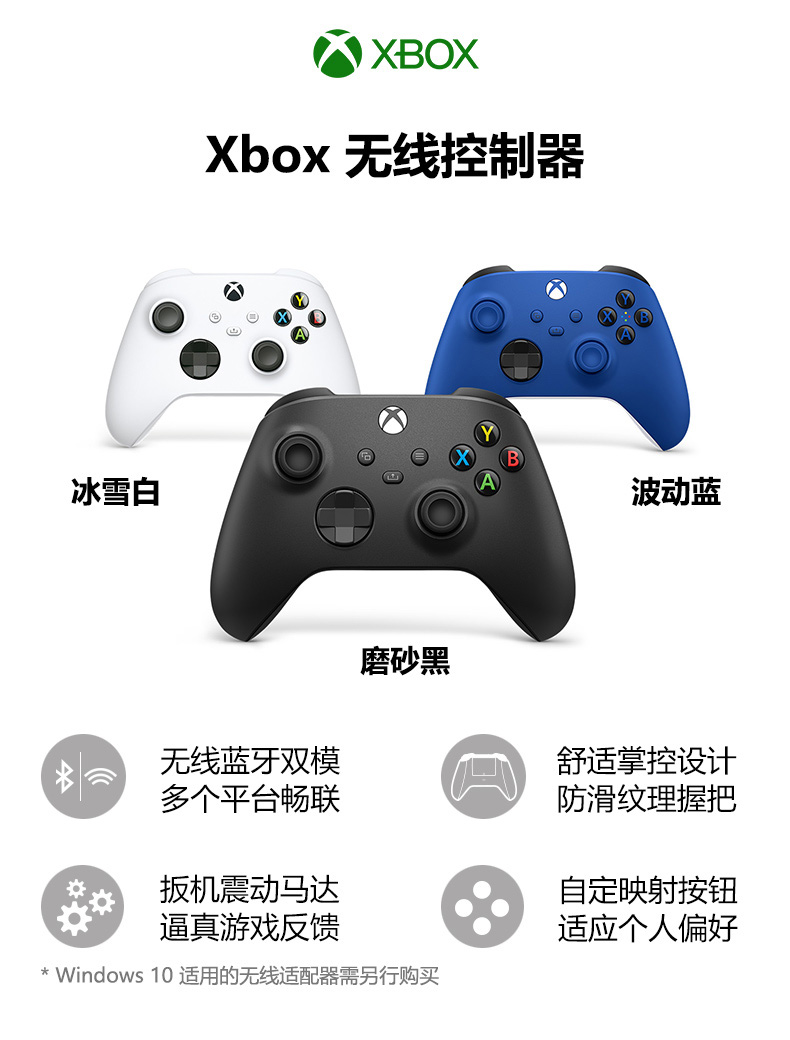 XBOX
Xbox 无线控制器
冰雪白
波动蓝
磨砂黑
无线蓝牙双模
多个平台畅联
舒适掌控设计
防滑纹理握把
扳机震动马达
逼真游戏反馈
自定映射按钮
适应个人偏好
* Windows 10 适用的无线适配器需另行购买